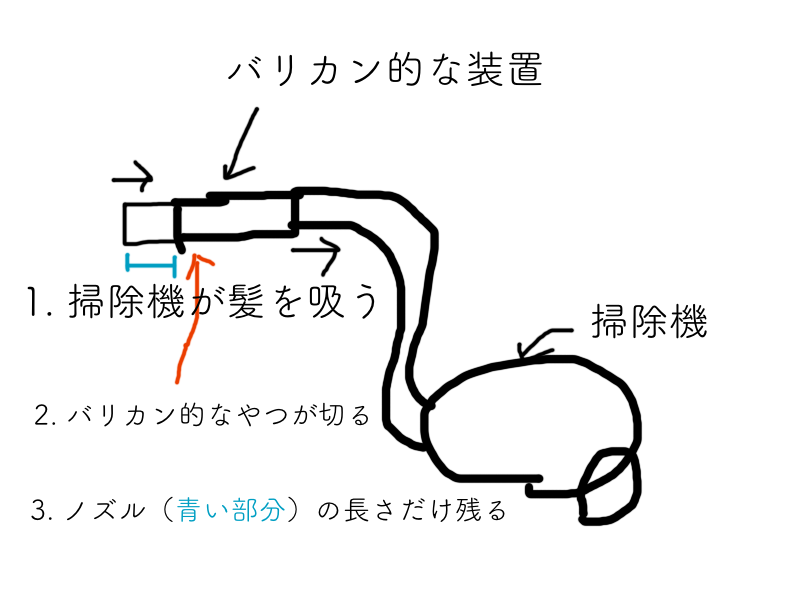 バリカン的な装置
1. 掃除機が髪を吸う
掃除機
2. バリカン的なやつが切る
3. ノズル（青い部分）の長さだけ残る